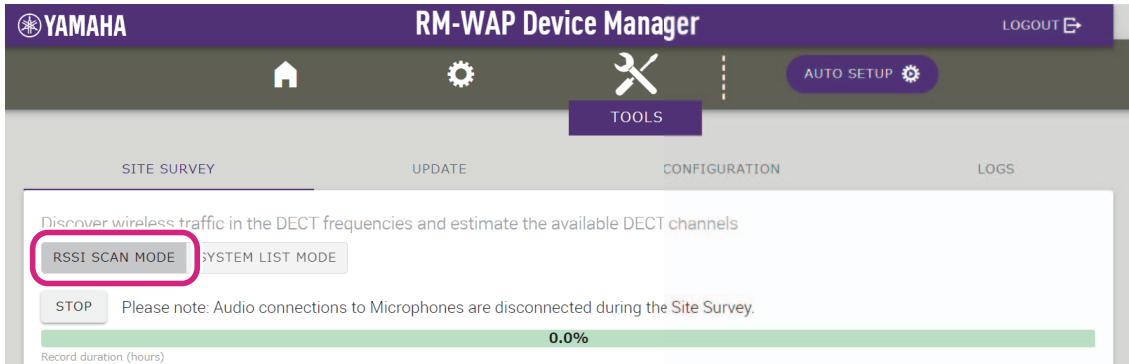 YAMAHA RM-WAP Device Manager LOGOUT
AUTO SETUP
TOOLS
SITE SURVEY UPDATE CONFIGURATION LOGS
Discover wireless traffic in the DECT frequencies and estimate the available DECT channels
RSSI SCAN MODE SYSTEM LIST MODE
STOP Please note: Audio connections to Microphones are disconnected during the Site Survey.
0.0%
Record duration (hours)